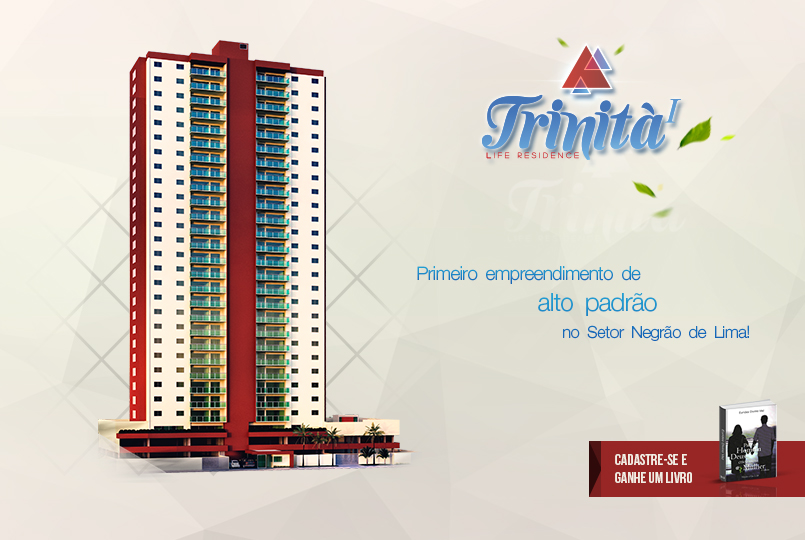 Trinità I
LIFE RESIDENCE
Primeiro empreendimento de
alto padrão
no Setor Negrão de Lima!
CADASTRE-SE E
GANHE UM LIVRO